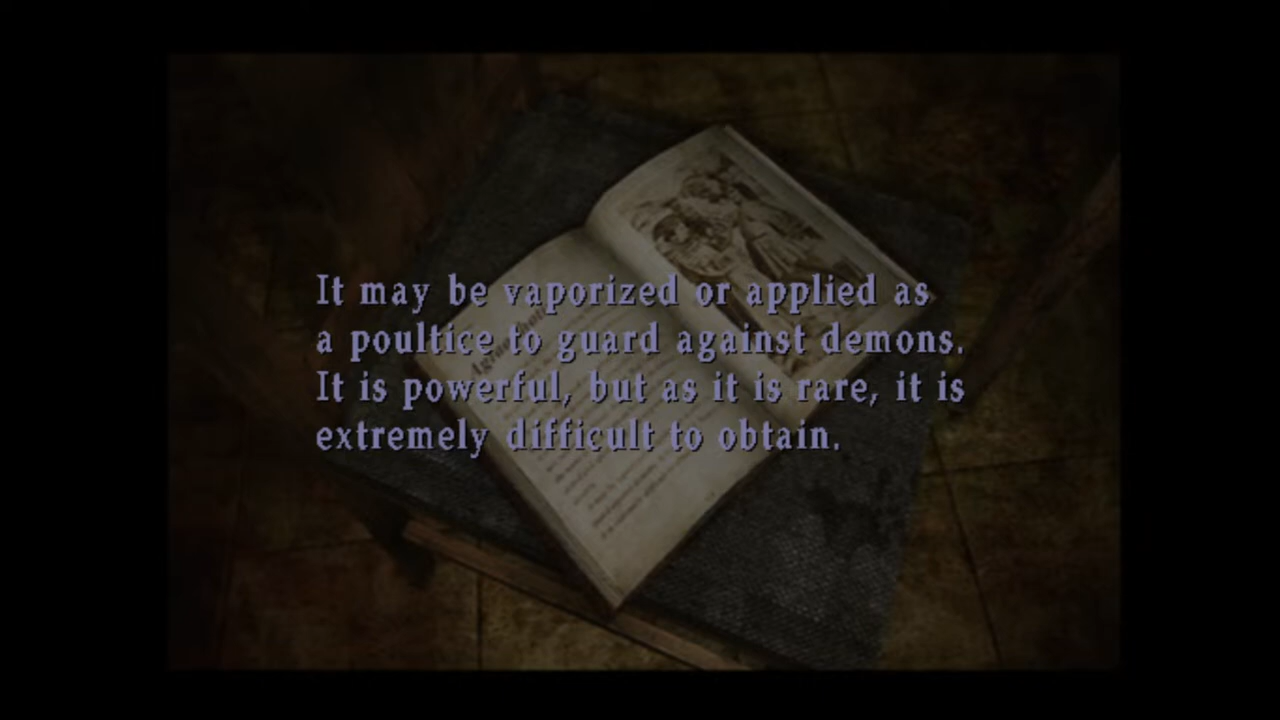 It may be vaporized or applied as
a poultice to guard against demons.
It is powerful, but as it is rare, it is
extremely difficult to obtain.